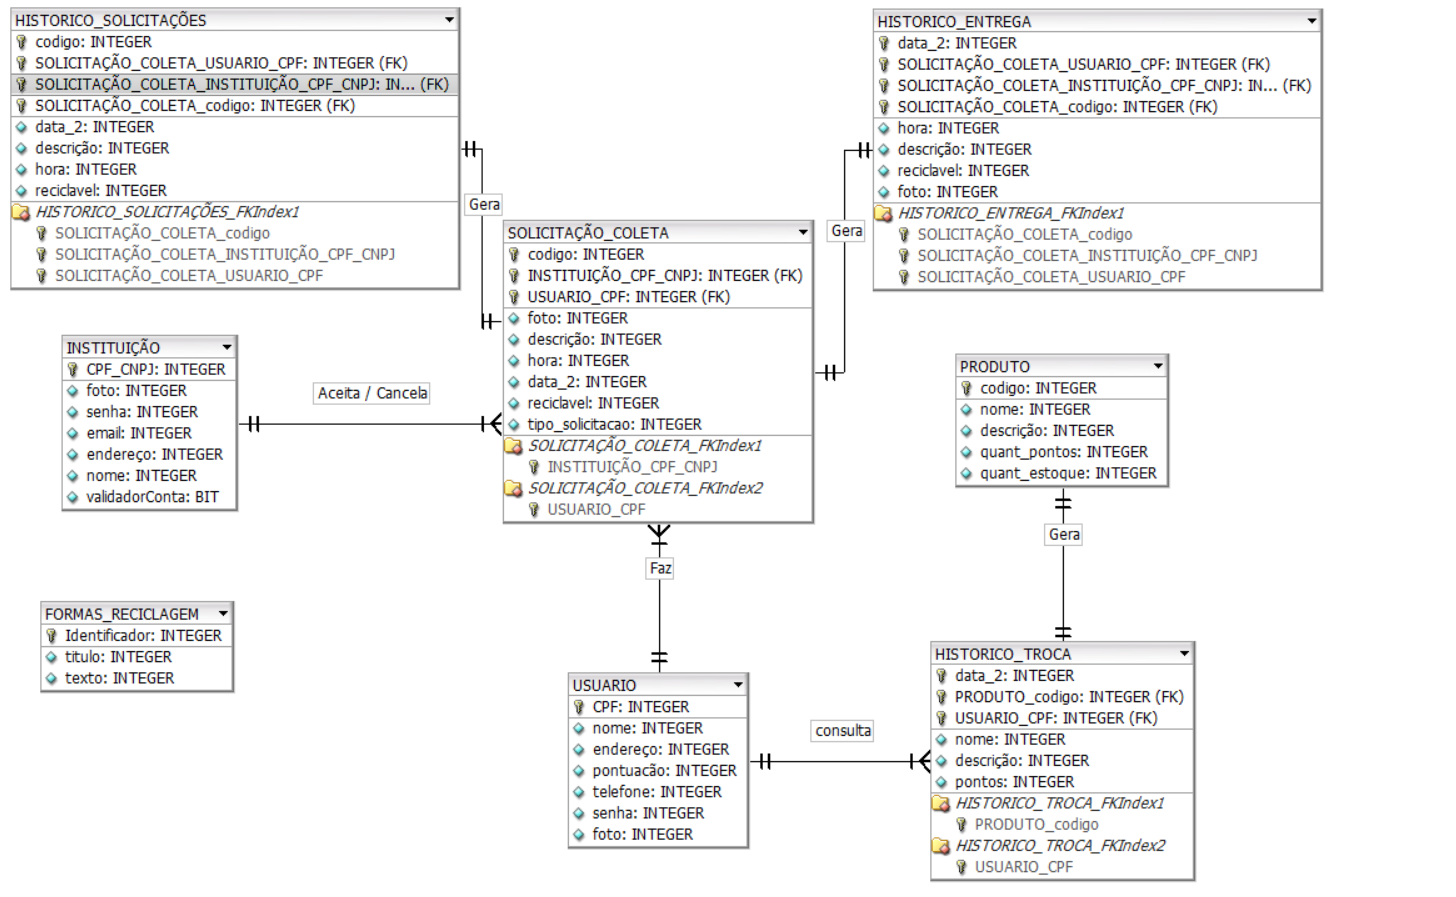 HISTORICO_SOLICITAÇÕES
codigo: INTEGER
SOLICITAÇÃO_COLETA_USUARIO_CPF: INTEGER (FK)
SOLICITAÇÃO_COLETA_INSTITUIÇÃO_CPF_CNPJ: IN... (FK)
SOLICITAÇÃO_COLETA_codigo: INTEGER (FK)
data_2: INTEGER
descrição: INTEGER
hora: INTEGER
reciclavel: INTEGER
HISTORICO_SOLICITAÇÕES_FKIndex1
SOLICITAÇÃO_COLETA_codigo
SOLICITAÇÃO_COLETA_INSTITUIÇÃO_CPF_CNPJ
SOLICITAÇÃO_COLETA_USUARIO_CPF
HISTORICO_ENTREGA
data_2: INTEGER
SOLICITAÇÃO_COLETA_USUARIO_CPF: INTEGER (FK)
SOLICITAÇÃO_COLETA_INSTITUIÇÃO_CPF_CNPJ: IN... (FK)
SOLICITAÇÃO_COLETA_codigo: INTEGER (FK)
hora: INTEGER
descrição: INTEGER
reciclavel: INTEGER
foto: INTEGER
HISTORICO_ENTREGA_FKIndex1
SOLICITAÇÃO_COLETA_codigo
SOLICITAÇÃO_COLETA_INSTITUIÇÃO_CPF_CNPJ
SOLICITAÇÃO_COLETA_USUARIO_CPF
Gera
Gera
SOLICITAÇÃO_COLETA
codigo: INTEGER
INSTITUIÇÃO_CPF_CNPJ: INTEGER (FK)
USUARIO_CPF: INTEGER (FK)
foto: INTEGER
descrição: INTEGER
hora: INTEGER
data_2: INTEGER
reciclavel: INTEGER
tipo_solicitacao: INTEGER
SOLICITAÇÃO_COLETA_FKIndex1
INSTITUIÇÃO_CPF_CNPJ
SOLICITAÇÃO_COLETA_FKIndex2
USUARIO_CPF
INSTITUIÇÃO
CPF_CNPJ: INTEGER
foto: INTEGER
senha: INTEGER
email: INTEGER
endereço: INTEGER
nome: INTEGER
validadorConta: BIT
Aceita / Cancela
PRODUTO
codigo: INTEGER
nome: INTEGER
descrição: INTEGER
quant_pontos: INTEGER
quant_estoque: INTEGER
Gera
Faz
FORMAS_RECICLAGEM
Identificador: INTEGER
titulo: INTEGER
texto: INTEGER
USUARIO
CPF: INTEGER
nome: INTEGER
endereço: INTEGER
pontuacão: INTEGER
telefone: INTEGER
senha: INTEGER
foto: INTEGER
consulta
HISTORICO_TROCA
data_2: INTEGER
PRODUTO_codigo: INTEGER (FK)
USUARIO_CPF: INTEGER (FK)
nome: INTEGER
descrição: INTEGER
pontos: INTEGER
HISTORICO_TROCA_FKIndex1
PRODUTO_codigo
HISTORICO_TROCA_FKIndex2
USUARIO_CPF